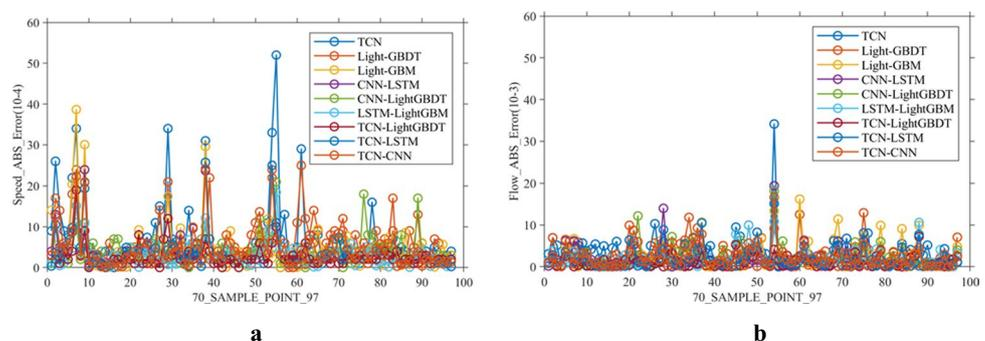 60
50
40
30
20
10
0
Speed_ABS_Error(10-4)
0 10 20 30 40 50 60 70 80 90 100
70_SAMPLE_POINT_97
TCN
Light-GBDT
Light-GBM
CNN-LSTM
CNN-LightGBDT
LSTM-LightGBM
TCN-LightGBDT
TCN-LSTM
TCN-CNN
a
60
50
40
30
20
10
0
Flow_ABS_Error(10-3)
0 10 20 30 40 50 60 70 80 90 100
70_SAMPLE_POINT_97
TCN
Light-GBDT
Light-GBM
CNN-LSTM
CNN-LightGBDT
LSTM-LightGBM
TCN-LightGBDT
TCN-LSTM
TCN-CNN
b